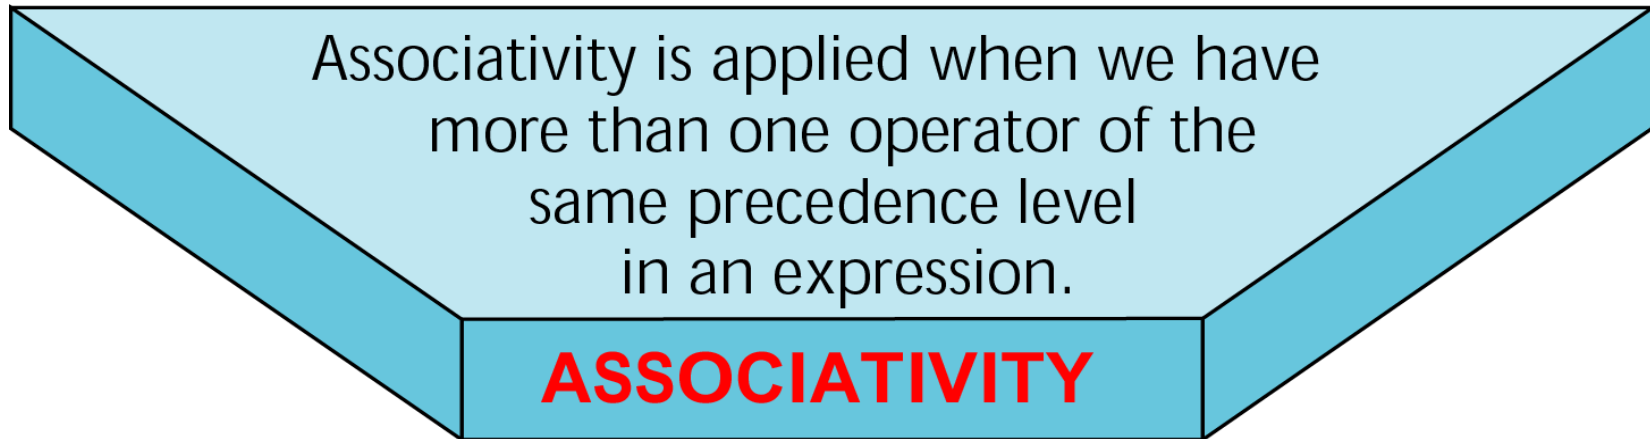 Associativity is applied when we have
more than one operator of the
same precedence level
in an expression.
ASSOCIATIVITY